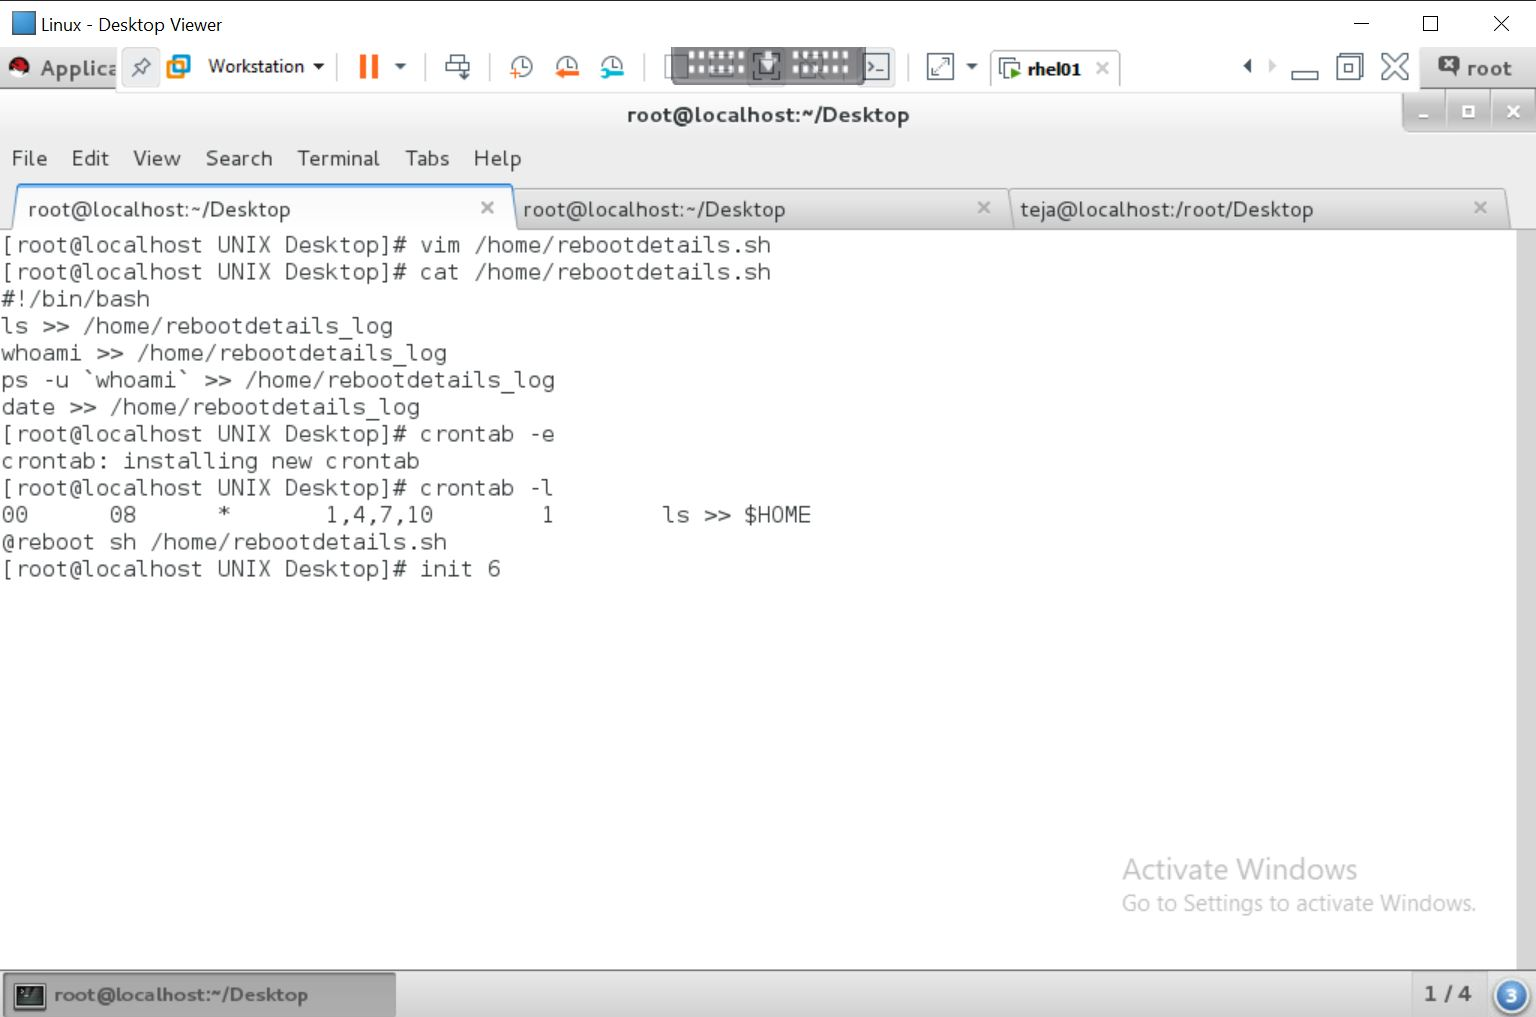 Linux - Desktop Viewer
Applica
Workstation
rhel01
root
root@localhost:~/Desktop
File Edit View Search Terminal Tabs Help
root@localhost:~/Desktop
root@localhost:~/Desktop
teja@localhost:/root/Desktop
[root@localhost UNIX Desktop]# vim /home/rebootdetails.sh
[root@localhost UNIX Desktop]# cat /home/rebootdetails.sh
#!/bin/bash
ls >> /home/rebootdetails_log
whoami >> /home/rebootdetails_log
ps -u `whoami` >> /home/rebootdetails_log
date >> /home/rebootdetails_log
[root@localhost UNIX Desktop]# crontab -e
crontab: installing new crontab
[root@localhost UNIX Desktop]# crontab -l
00 08 * 1,4,7,10 1 ls >> $HOME
@reboot sh /home/rebootdetails.sh
[root@localhost UNIX Desktop]# init 6
Activate Windows
Go to Settings to activate Windows.
root@localhost:~/Desktop
1 / 4
3